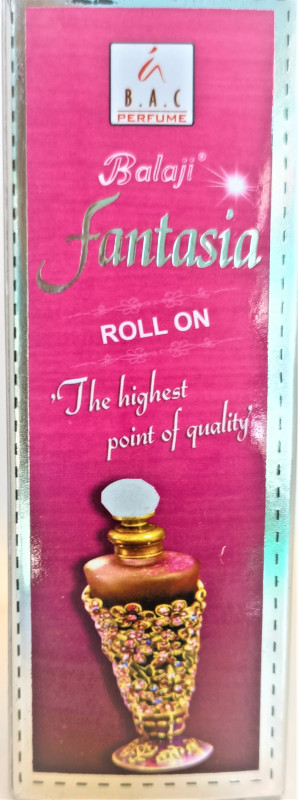 B.A.C
PERFUME
Balaji®
Fantasia
ROLL ON
"The highest
point of quality"